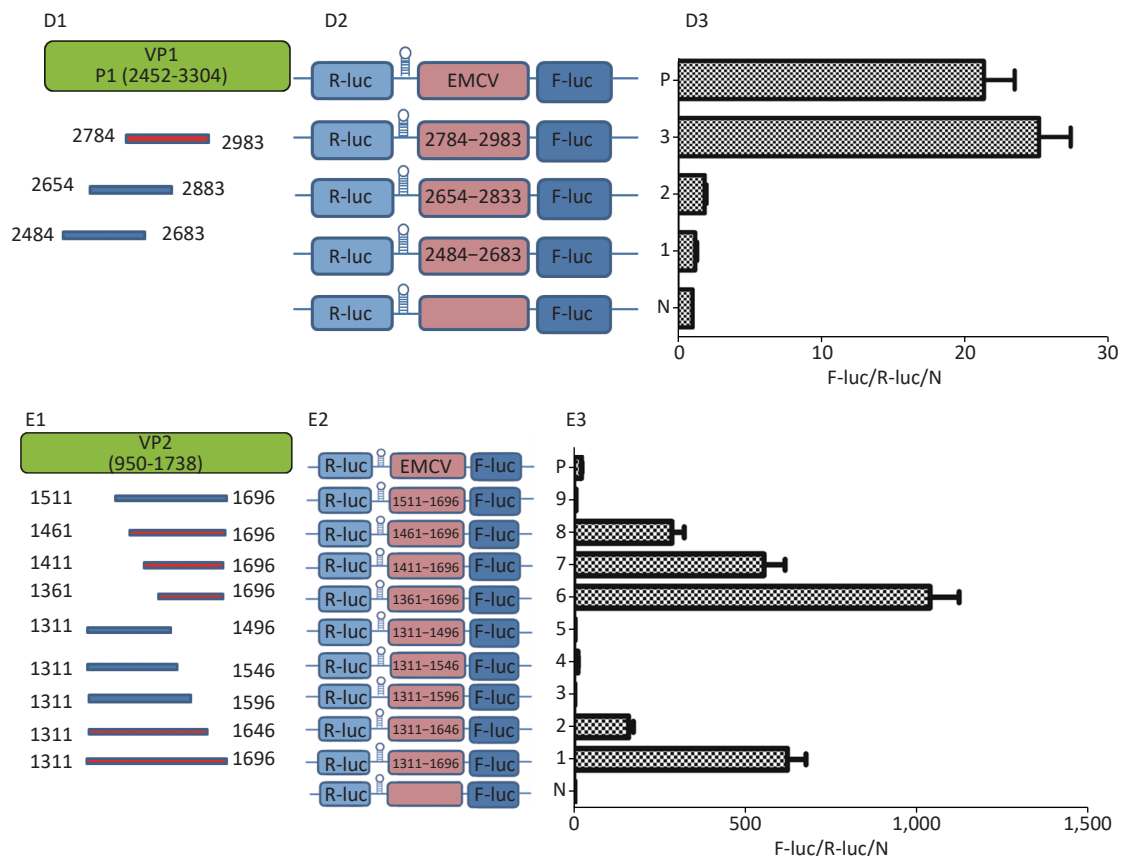 D1
VP1
P1 (2452-3304)
2784
2983
2654
2883
2484
2683
D2
R-luc EMCV F-luc
R-luc 2784–2983 F-luc
R-luc 2654–2833 F-luc
R-luc 2484–2683 F-luc
R-luc F-luc
D3
P
3
2
1
N
0 10 20 30
F-luc/R-luc/N
E1
VP2
(950-1738)
1511 1696
1461 1696
1411 1696
1361 1696
1311 1496
1311 1546
1311 1596
1311 1646
1311 1696
E2
R-luc EMCV F-luc
R-luc 1511–1696 F-luc
R-luc 1461–1696 F-luc
R-luc 1411–1696 F-luc
R-luc 1361–1696 F-luc
R-luc 1311–1496 F-luc
R-luc 1311–1546 F-luc
R-luc 1311–1596 F-luc
R-luc 1311–1646 F-luc
R-luc 1311–1696 F-luc
R-luc F-luc
E3
P
9
8
7
6
5
4
3
2
1
N
0 500 1,000 1,500
F-luc/R-luc/N